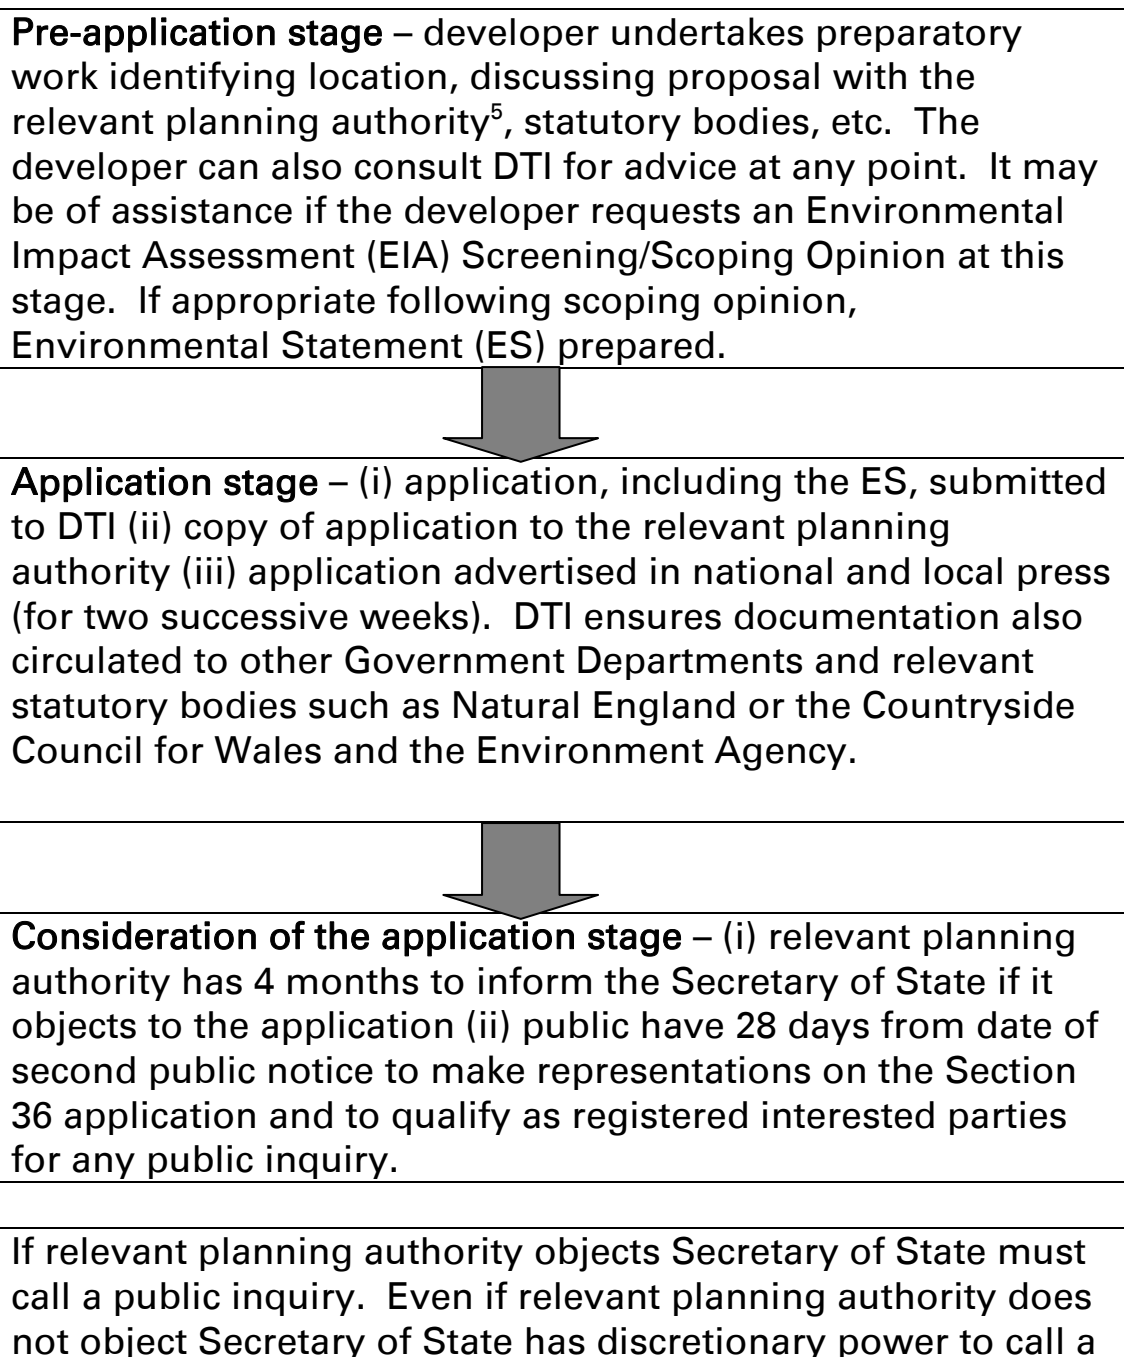 Pre-application stage – developer undertakes preparatory
work identifying location, discussing proposal with the
relevant planning authority⁵, statutory bodies, etc.  The
developer can also consult DTI for advice at any point.  It may
be of assistance if the developer requests an Environmental
Impact Assessment (EIA) Screening/Scoping Opinion at this
stage.  If appropriate following scoping opinion,
Environmental Statement (ES) prepared.
Application stage – (i) application, including the ES, submitted
to DTI (ii) copy of application to the relevant planning
authority (iii) application advertised in national and local press
(for two successive weeks).  DTI ensures documentation also
circulated to other Government Departments and relevant
statutory bodies such as Natural England or the Countryside
Council for Wales and the Environment Agency.
Consideration of the application stage – (i) relevant planning
authority has 4 months to inform the Secretary of State if it
objects to the application (ii) public have 28 days from date of
second public notice to make representations on the Section
36 application and to qualify as registered interested parties
for any public inquiry.
If relevant planning authority objects Secretary of State must
call a public inquiry.  Even if relevant planning authority does
not object Secretary of State has discretionary power to call a